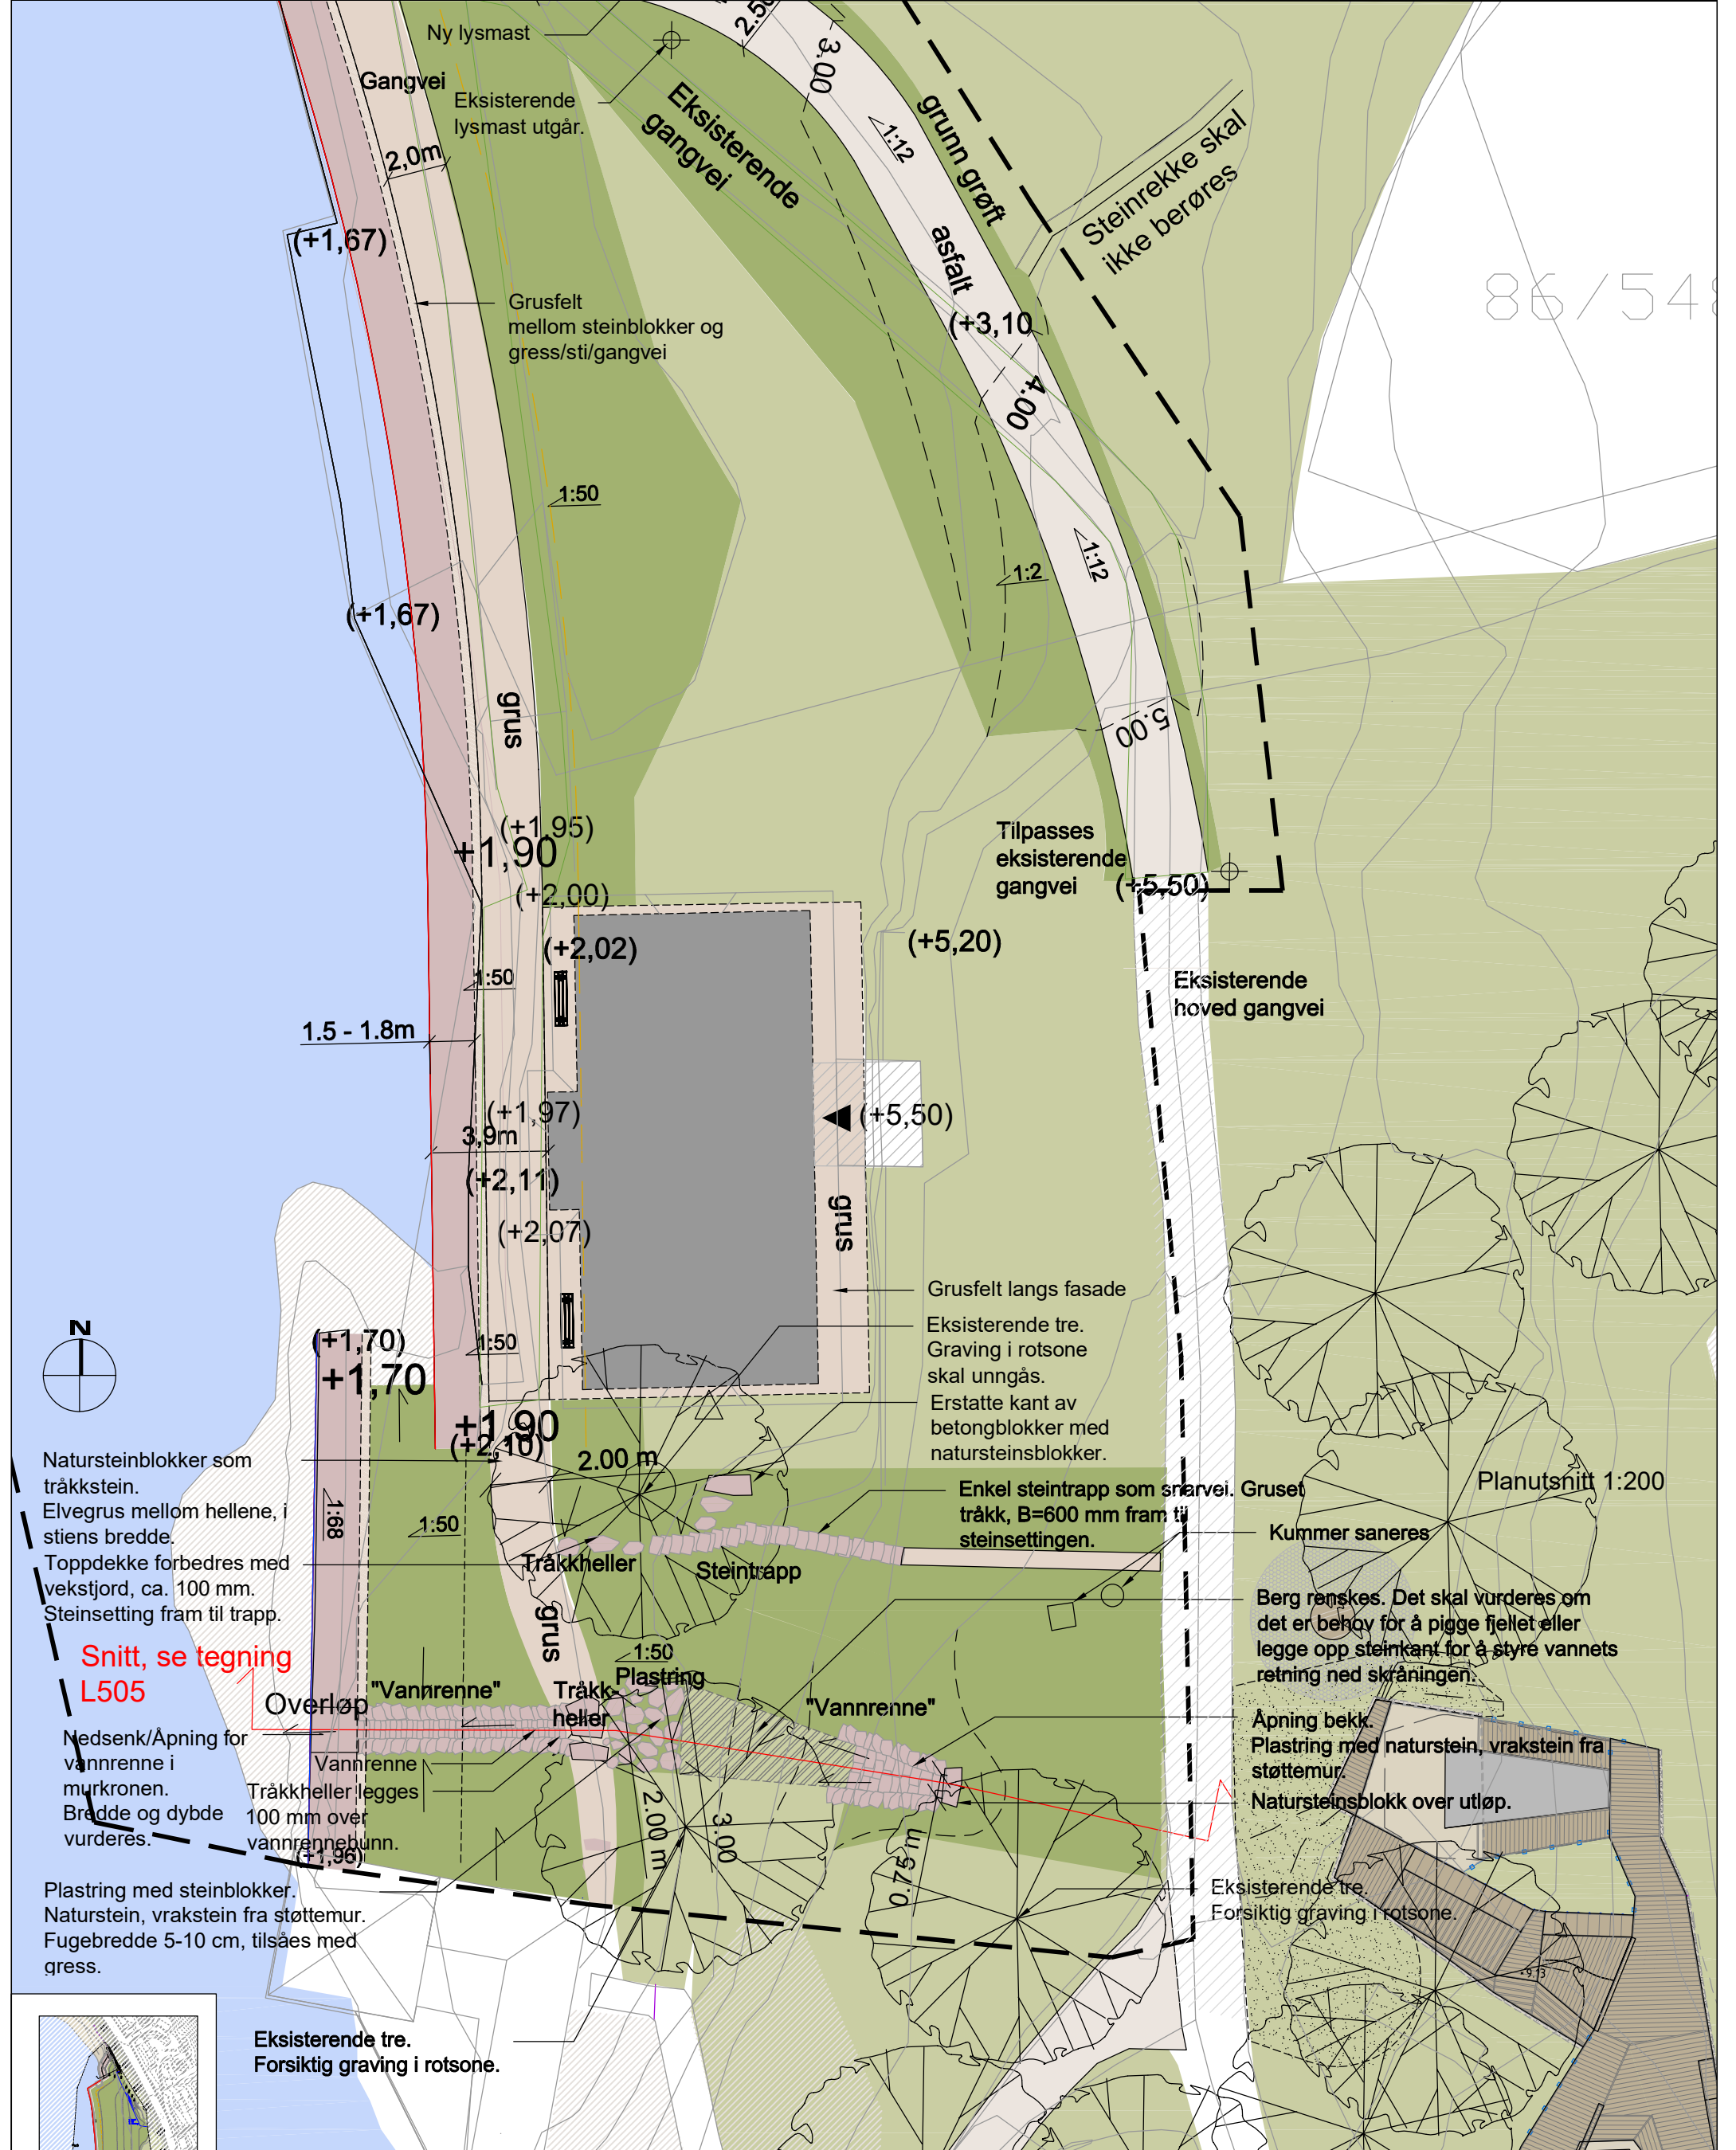 Ny lysmast
2.50
3.00
Gangvei
Eksisterende
lysmast utgår.
Eksisterende
gangvei
1:12
grunn grøft
Steinrekke skal
ikke berøres
2,0m
asfalt
(+1,67)
86/548
Grusfelt
mellom steinblokker og
gress/sti/gangvei
(+3,10
4.00
1:50
1:12
1:2
(+1,67)
grus
5.00
(+1,95)
+1,90
Tilpasses
eksisterende
gangvei
(+5,50)
(+2,00)
(+2,02)
(+5,20)
1:50
Eksisterende
hoved gangvei
1.5 - 1.8m
(+1,97)
(+5,50)
3,9m
(+2,11)
(+2,07)
grus
Grusfelt langs fasade
N
(+1,70)
1:50
Eksisterende tre.
Graving i rotsone
skal unngås.
+1,70
Erstatte kant av
betongblokker med
natursteinsblokker.
+1,90
(+2,10)
2.00 m
Natursteinblokker som
tråkkstein.
Elvegrus mellom hellene, i
stiens bredde.
Toppdekke forbedres med
vekstjord, ca. 100 mm.
Steinsetting fram til trapp.
1:68
1:50
Enkel steintrapp som snarvei. Gruset
tråkk, B=600 mm fram til
steinsettingen.
Planutsnitt 1:200
Kummer saneres
Tråkkheller
Steintrapp
grus
Berg renskes. Det skal vurderes om
det er behov for å pigge fjellet eller
legge opp steinkant for å styre vannets
retning ned skråningen.
Snitt, se tegning
L505
1:50
Plastring
Overløp
"Vannrenne"
Tråkk-
heller
"Vannrenne"
Åpning bekk.
Plastring med naturstein, vrakstein fra
støttemur.
Nedsenk/Åpning for
vannrenne i
murkronen.
Bredde og dybde
vurderes.
Vannrenne
Tråkkheller legges
100 mm over
vannrennebunn.
Natursteinsblokk over utløp.
2.00 m
3.00
0.75 m
(+1,96)
Plastring med steinblokker.
Naturstein, vrakstein fra støttemur.
Fugebredde 5-10 cm, tilsåes med
gress.
Eksisterende tre.
Forsiktig graving i rotsone.
Eksisterende tre.
Forsiktig graving i rotsone.